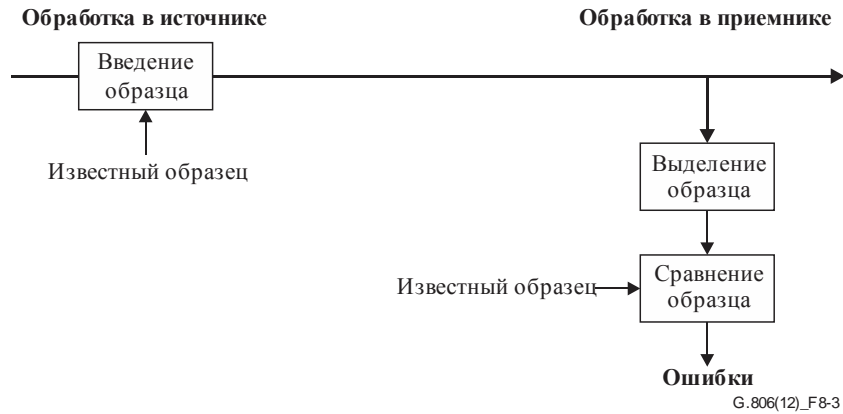 Обработка в источнике
Обработка в приемнике
Введение
образца
Известный образец
Выделение
образца
Известный образец
Сравнение
образца
Ошибки
G.806(12)_F8-3